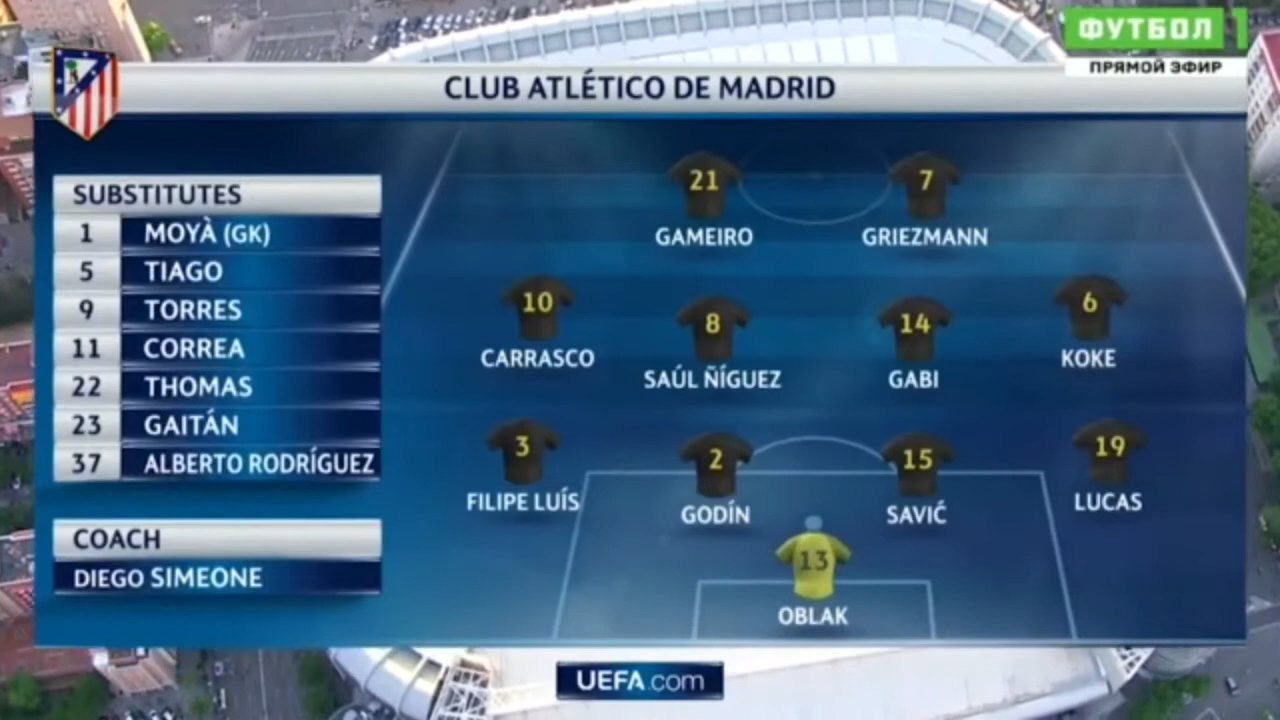 ФУТБОЛ 1
ПРЯМОЙ ЭФИР
CLUB ATLÉTICO DE MADRID
SUBSTITUTES
1 MOYÀ (GK)
5 TIAGO
9 TORRES
11 CORREA
22 THOMAS
23 GAITÁN
37 ALBERTO RODRÍGUEZ
COACH
DIEGO SIMEONE
21
GAMEIRO
7
GRIEZMANN
10
CARRASCO
8
SAÚL ÑÍGUEZ
14
GABI
6
KOKE
3
FILIPE LUÍS
2
GODÍN
15
SAVIĆ
19
LUCAS
13
OBLAK
UEFA.com